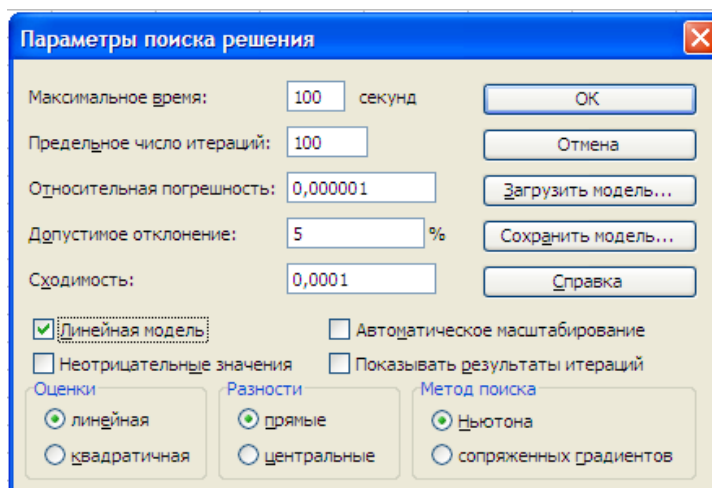 Параметры поиска решения
Максимальное время: 100 секунд ОК
Предельное число итераций: 100 Отмена
Относительная погрешность: 0,000001 Загрузить модель...
Допустимое отклонение: 5 % Сохранить модель...
Сходимость: 0,0001 Справка
Линейная модель Автоматическое масштабирование
Неотрицательные значения Показывать результаты итераций
Оценки Разности Метод поиска
линейная прямые Ньютона
квадратичная центральные сопряженных градиентов